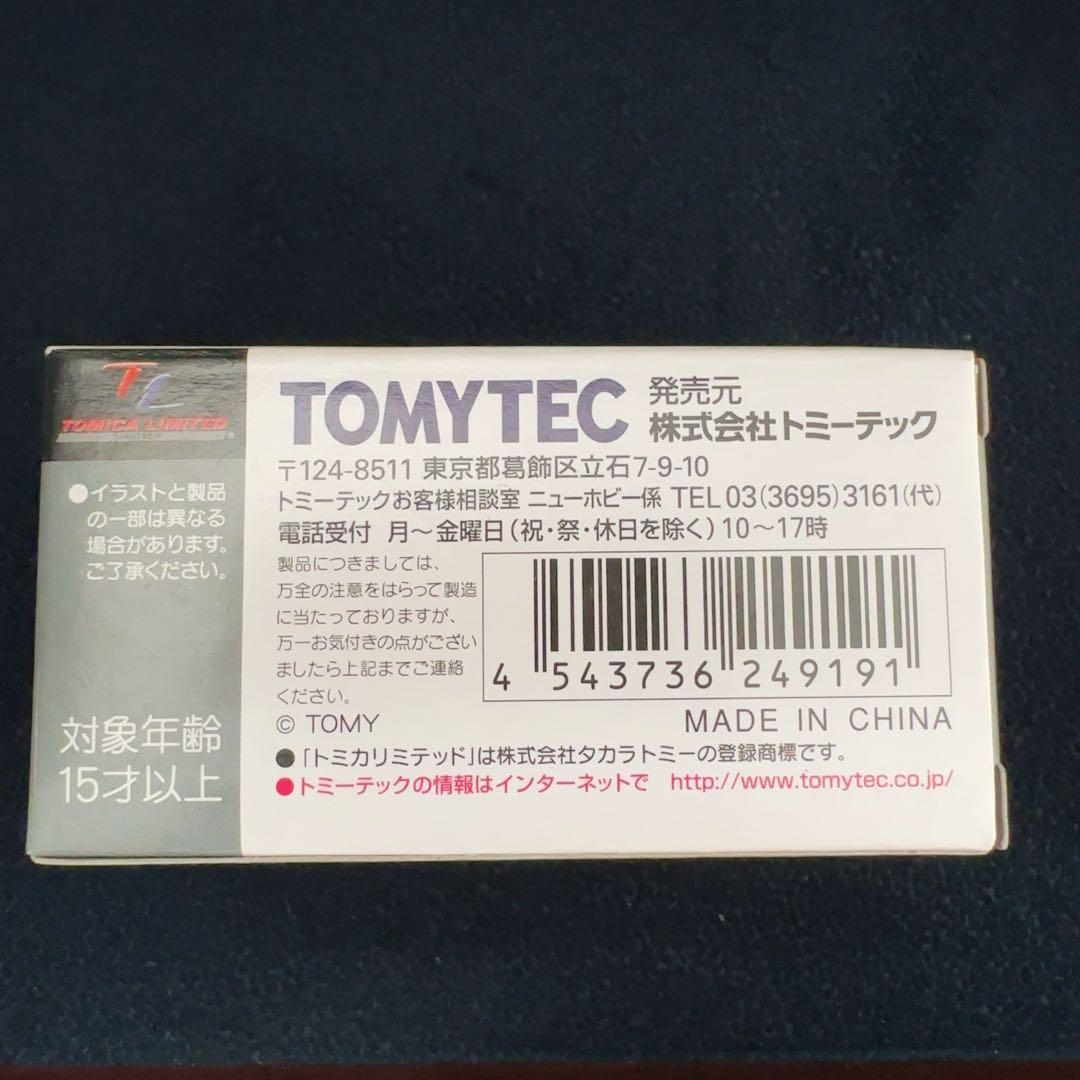 TL
TOMICA LIMITED
●イラストと製品
の一部は異なる
場合があります。
ご了承ください。
対象年齢
15才以上
TOMYTEC
発売元
株式会社トミーテック
〒124-8511 東京都葛飾区立石7-9-10
トミーテックお客様相談室 ニューホビー係 TEL 03(3695)3161(代)
電話受付 月〜金曜日(祝・祭・休日を除く)10〜17時
製品につきましては、
万全の注意をはらって製造
に当たっておりますが、
万一お気付きの点がござい
ましたら上記までご連絡
ください。
4 543736 249191
© TOMY
MADE IN CHINA
●「トミカリミテッド」は株式会社タカラトミーの登録商標です。
●トミーテックの情報はインターネットで http://www.tomytec.co.jp/